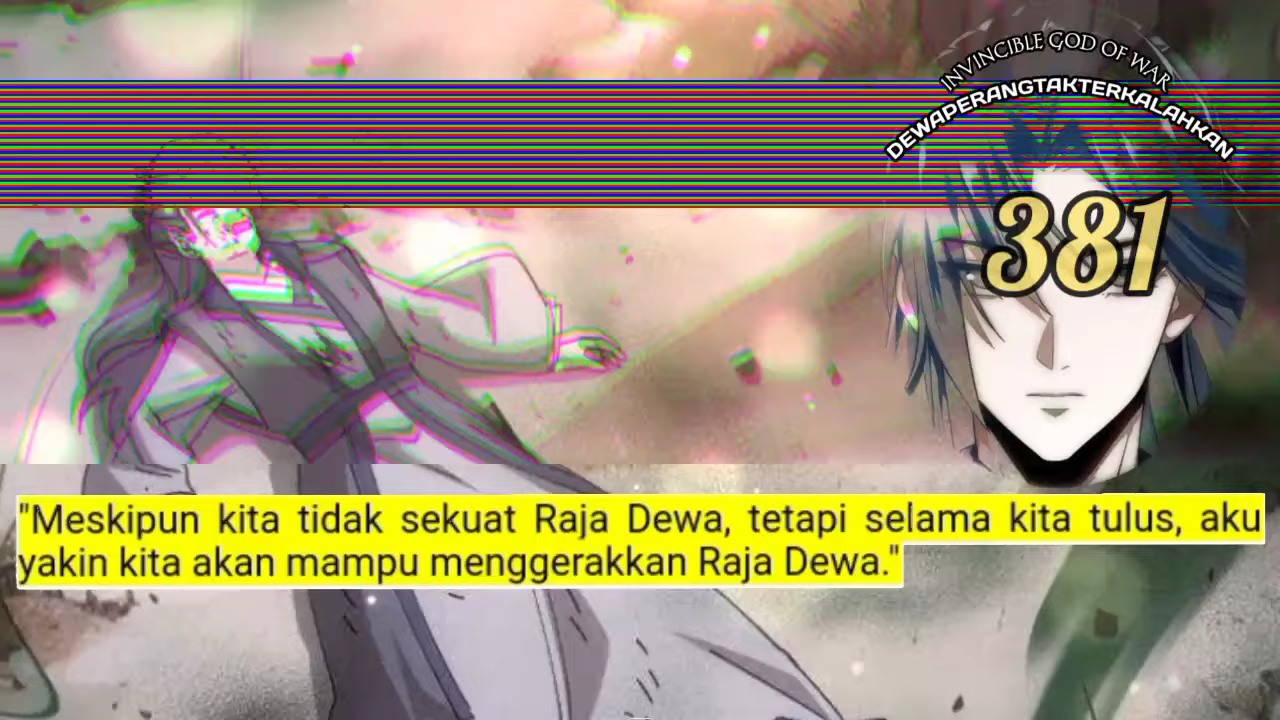 INVINCIBLE GOD OF WAR
DEWAPERANGTAKTERKALAHKAN
381
"Meskipun kita tidak sekuat Raja Dewa, tetapi selama kita tulus, aku
yakin kita akan mampu menggerakkan Raja Dewa."